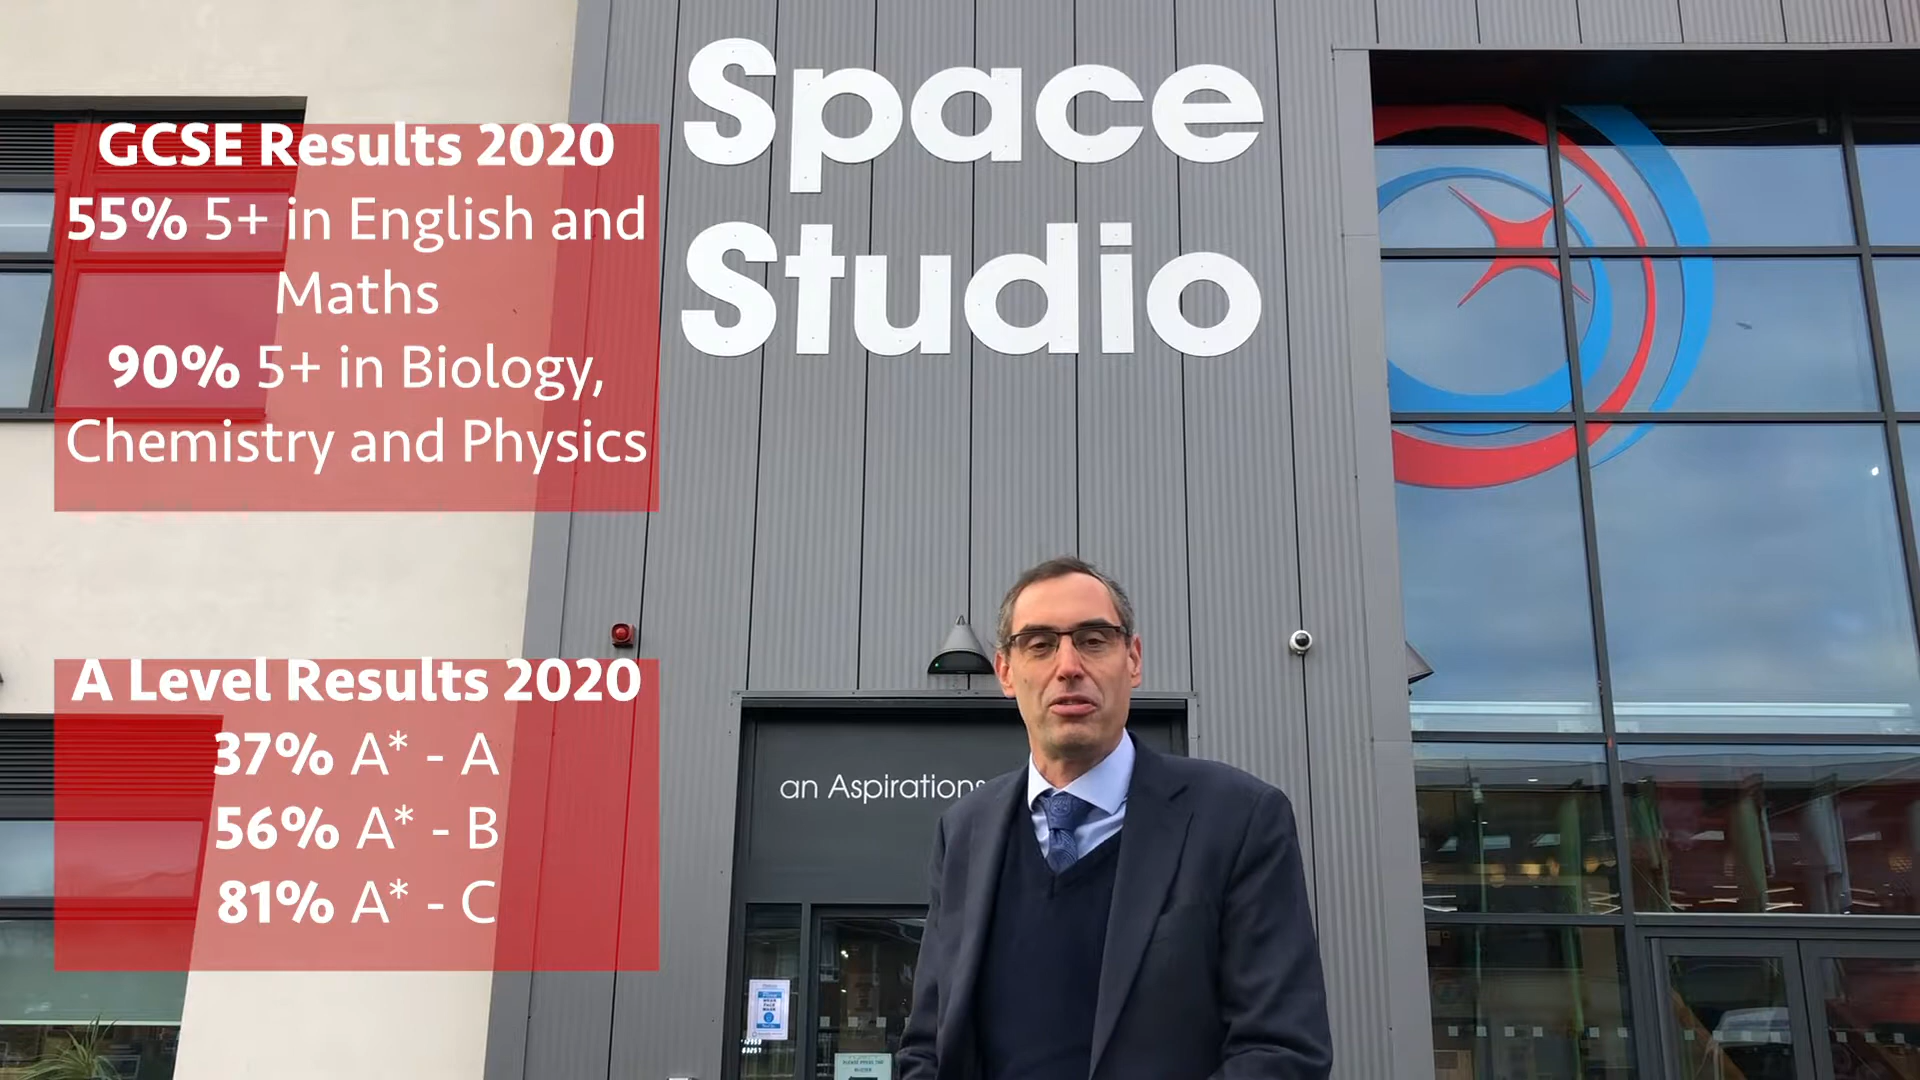 GCSE Results 2020
55% 5+ in English and
Maths
90% 5+ in Biology,
Chemistry and Physics
A Level Results 2020
37% A* - A
56% A* - B
81% A* - C
Space
Studio
an Aspirations